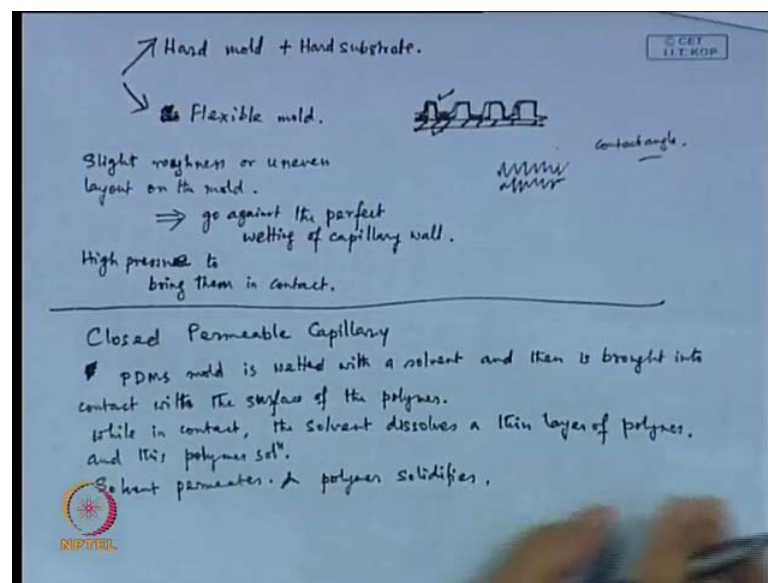 Hard mold + Hard substrate.
© CET
I.I.T. KGP
Flexible mold.
contact angle.
Slight roughness or uneven
layout on the mold.
⇒ go against the perfect
wetting of capillary wall.
High pressure to
bring them in contact.
Closed Permeable Capillary
PDMS mold is wetted with a solvent and then is brought into
contact with the surface of the polymer.
while in contact, the solvent dissolves a thin layer of polymer.
and this polymer solⁿ.
Solvent permeates. & polymer solidifies.
NPTEL